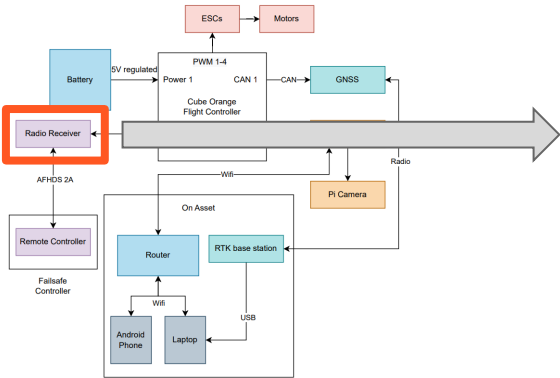 ESCs
Motors
PWM 1-4
5V regulated
Battery
Power 1
CAN 1
CAN
GNSS
Cube Orange
Flight Controller
Radio Receiver
Radio
Wifi
AFHDS 2A
Pi Camera
On Asset
Remote Controller
Router
RTK base station
Failsafe
Controller
Wifi
USB
Android
Phone
Laptop